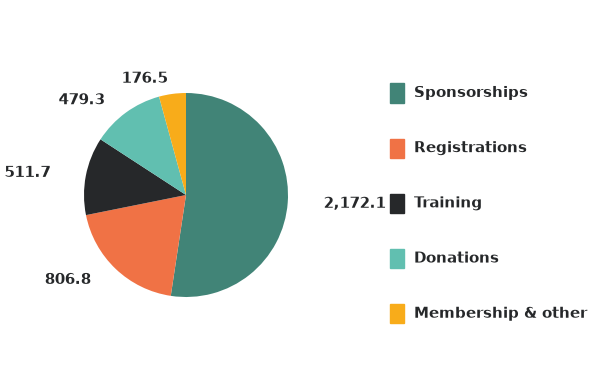 176.5
479.3
511.7
806.8
2,172.1
Sponsorships
Registrations
Training
Donations
Membership & other